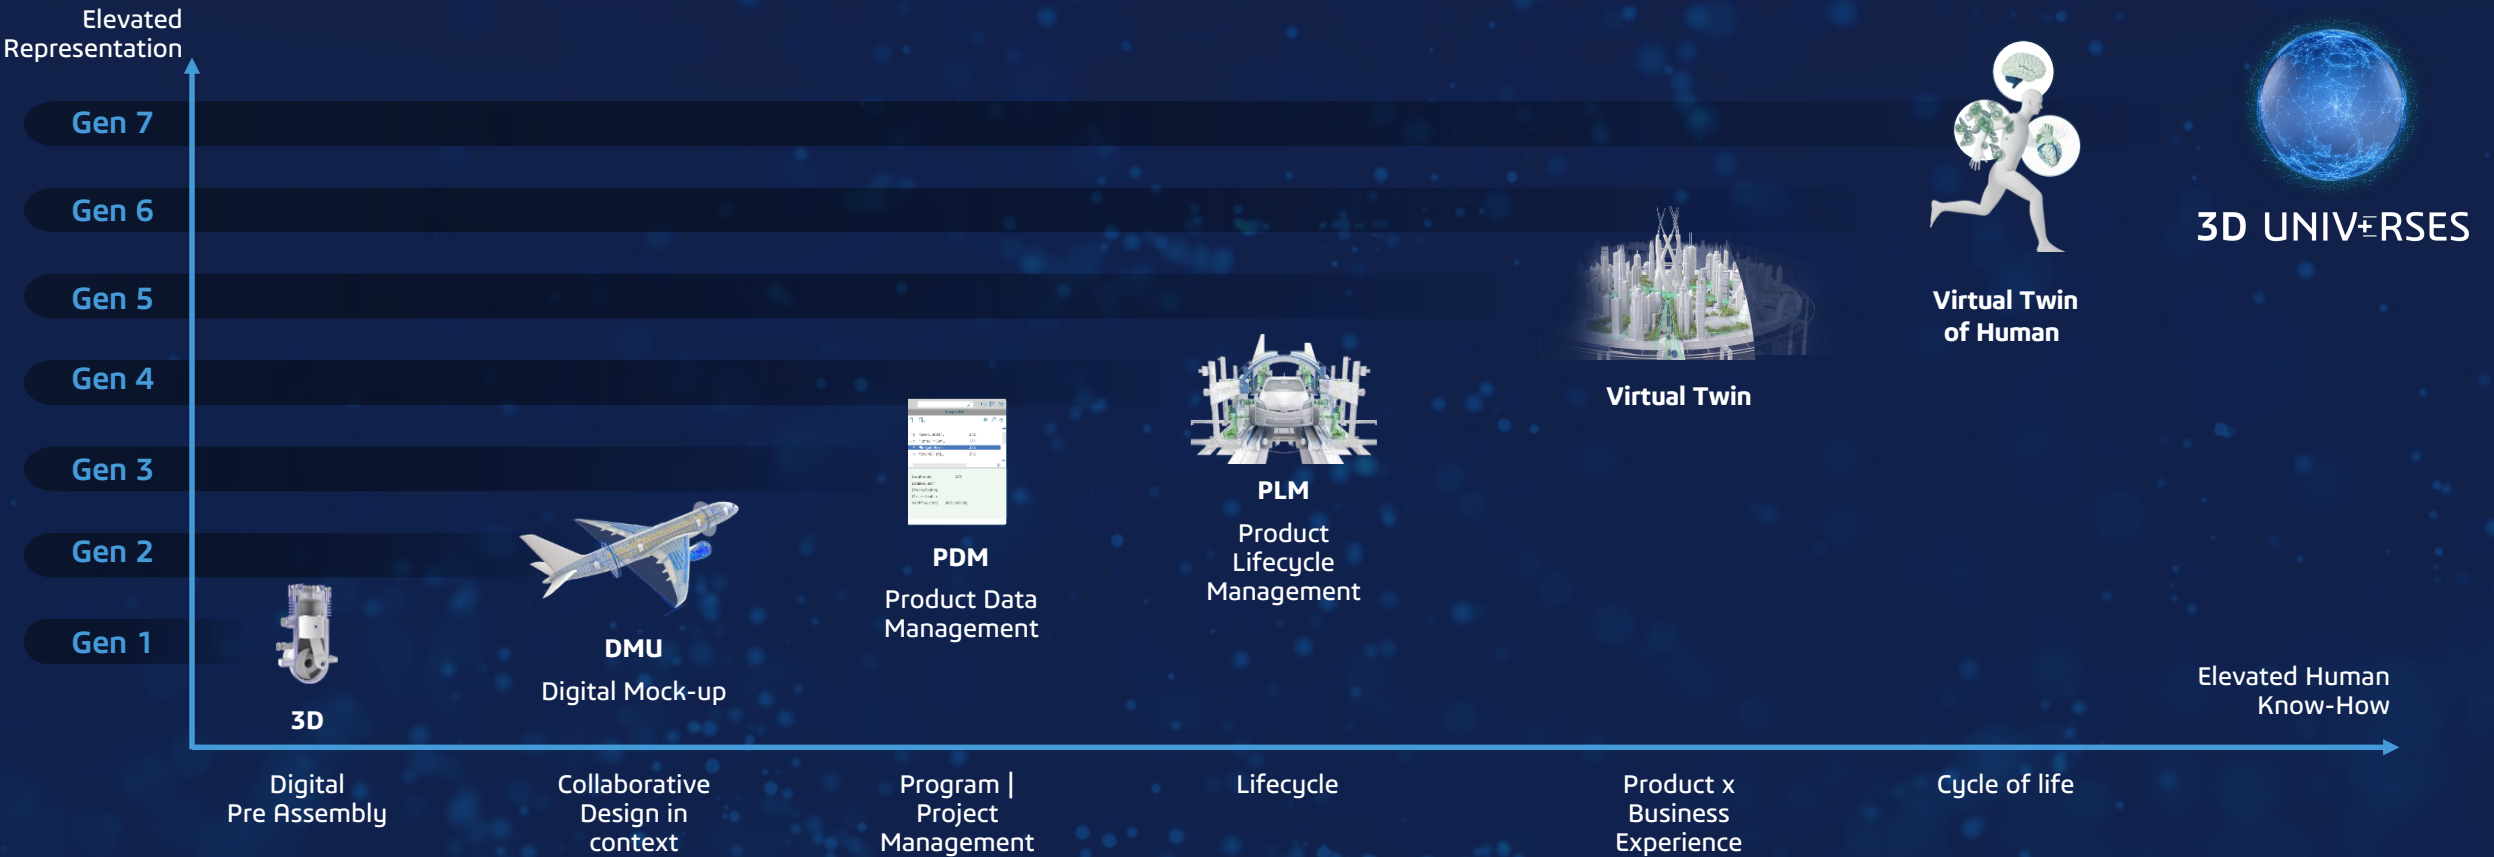 Elevated
Representation
Gen 7
Gen 6
Gen 5
Gen 4
Gen 3
Gen 2
Gen 1
3D
DMU
Digital Mock-up
PDM
Product Data
Management
PLM
Product
Lifecycle
Management
Virtual Twin
Virtual Twin
of Human
3D UNIVERSES
Elevated Human
Know-How
Digital
Pre Assembly
Collaborative
Design in
context
Program |
Project
Management
Lifecycle
Product x
Business
Experience
Cycle of life